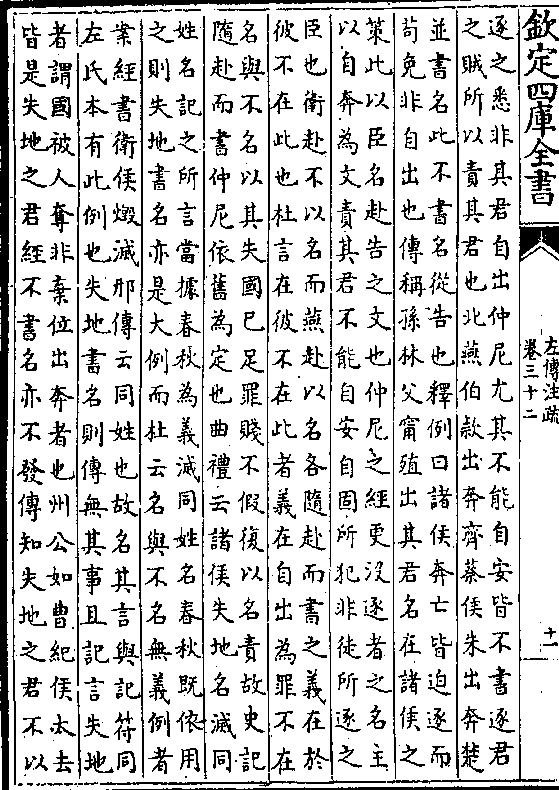 欽定四庫全書
左傳注疏
卷三十二
十一
逐之悉非其君自出仲尼尤其不能自安皆不書逐君
之賊所以責其君也北燕伯款出奔齊蔡侯朱出奔楚
並書名此不書名從告也釋例曰諸侯奔亡皆迫逐而
苟免非自出也傳稱孫林父甯殖出其君名在諸侯之
策此以臣名赴告之文也仲尼之經更沒逐者之名主
以自奔為文責其君不能自安自固所犯非徒所逐之
臣也衛赴不以名而燕赴以名各隨赴而書之義在於
彼不在此也杜言在彼不在此者義在自出為罪不在
名與不名以其失國已足罪賤不假復以名責故史記
隨赴而書仲尼依舊為定也曲禮云諸侯失地名滅同
姓名記之所言當據春秋為義滅同姓名春秋既依用
之則失地書名亦是大例而杜云名與不名無義例者
案經書衛侯燬滅邢傳云同姓也故名其言與記符同
左氏本有此例也失地書名則傳無其事且記言失地
者謂國被人奪非棄位出奔者也州公如曹紀侯大去
皆是失地之君經不書名亦不發傳知失地之君不以